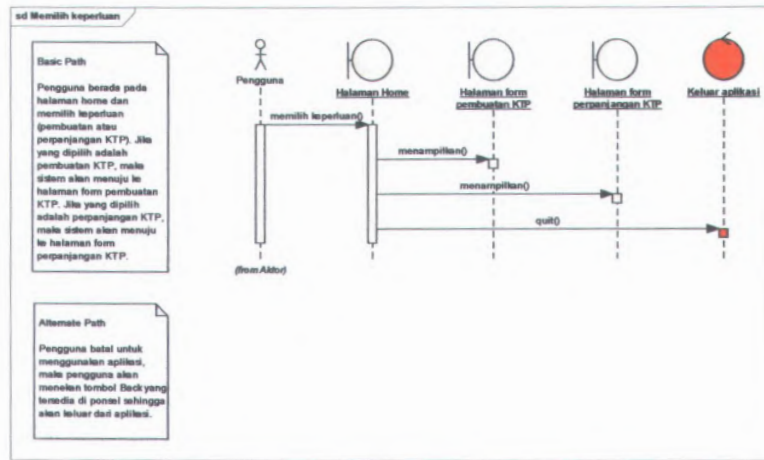 sd Memilih keperluan
Basic Path
Pengguna berada pada
halaman home dan
memilih keperluan
(pembuatan atau
perpanjangan KTP). Jika
yang dipilih adalah
pembuatan KTP, maka
sistem akan menuju ke
halaman form pembuatan
KTP. Jika yang dipilih
adalah perpanjangan KTP,
maka sistem akan menuju
ke halaman form
perpanjangan KTP.
Pengguna
Halaman Home
Halaman form
pembuatan KTP
Halaman form
perpanjangan KTP
Keluar aplikasi
memilih keperluan()
menampilkan()
menampilkan()
quit()
(from Aktor)
Alternate Path
Pengguna batal untuk
menggunakan aplikasi,
maka pengguna akan
menekan tombol Back yang
tersedia di ponsel sehingga
akan keluar dari aplikasi.